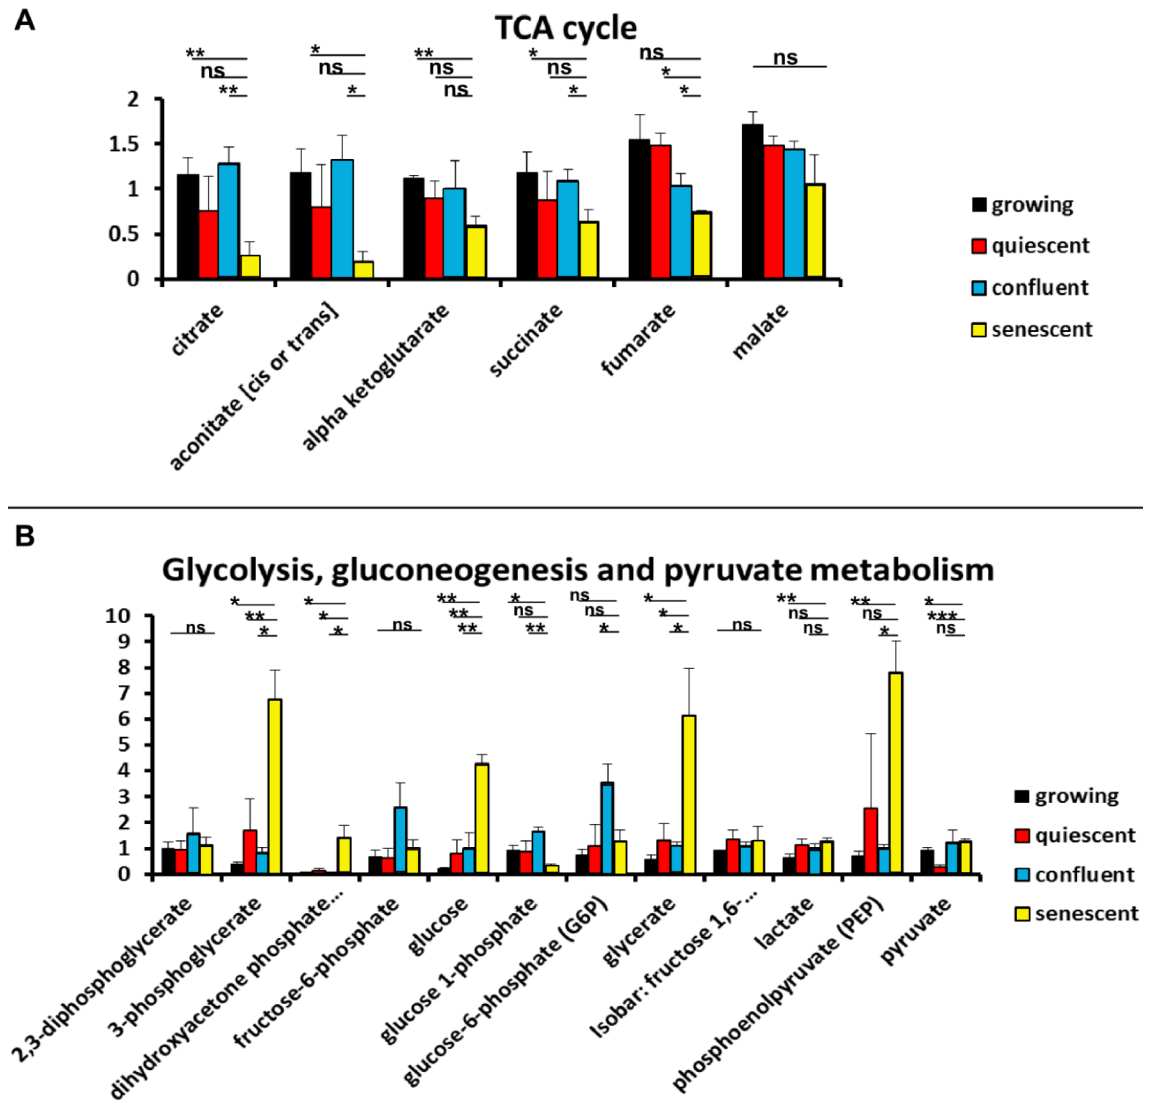 A
TCA cycle
** * ** * ns ns
ns ns ns ns *
** * ns * *
2
1.5
1
0.5
0
growing
quiescent
confluent
senescent
citrate
aconitate [cis or trans]
alpha ketoglutarate
succinate
fumarate
malate
B
Glycolysis, gluconeogenesis and pyruvate metabolism
* * ** * ns * ** ** *
** * ** ns ns * ns ns ***
ns * * ns ** ** * * ns ns * ns
10
9
8
7
6
5
4
3
2
1
0
growing
quiescent
confluent
senescent
2,3-diphosphoglycerate
3-phosphoglycerate
dihydroxyacetone phosphate...
fructose-6-phosphate
glucose
glucose 1-phosphate
glucose-6-phosphate (G6P)
glycerate
Isobar: fructose 1,6-...
lactate
phosphoenolpyruvate (PEP)
pyruvate